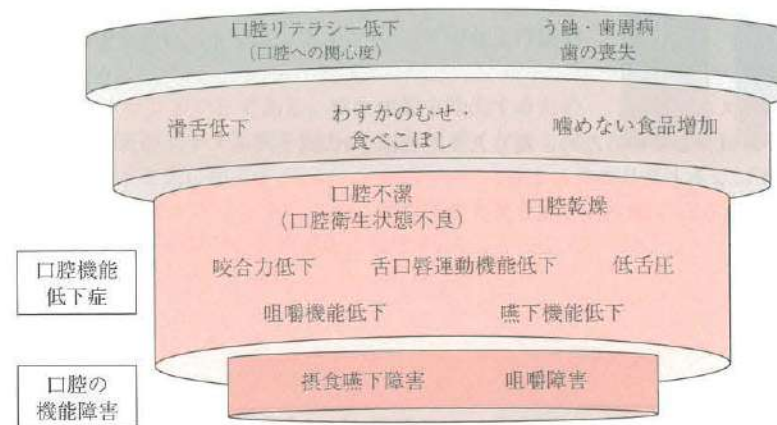 口腔リテラシー低下
(口腔への関心度)
う蝕・歯周病
歯の喪失
滑舌低下
わずかのむせ・
食べこぼし
噛めない食品増加
口腔不潔
(口腔衛生状態不良)
口腔乾燥
口腔機能
低下症
咬合力低下
舌口唇運動機能低下
低舌圧
咀嚼機能低下
嚥下機能低下
口腔の
機能障害
摂食嚥下障害
咀嚼障害